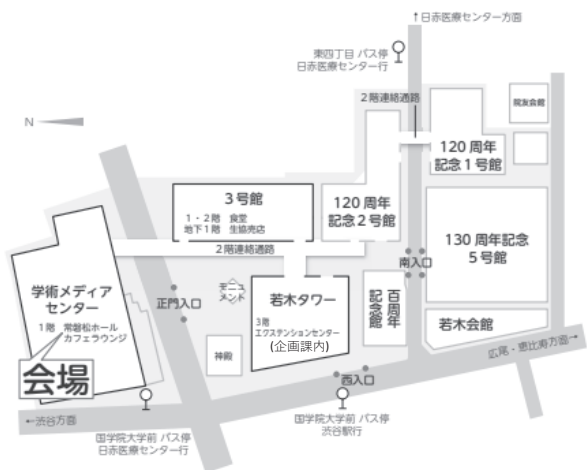 ↑日赤医療センター方面
東四丁目 バス停
日赤医療センター行
2階連絡通路
院友会館
N
120 周年
記念1号館
3号館
1・2階 食堂
地下1階 生協売店
120 周年
記念2号館
130 周年記念
5号館
2階連絡通路
南入口
学術メディア
センター
1階 常磐松ホール
カフェラウンジ
会場
正門入口
モニュ
メント
若木タワー
3階
エクステンションセンター
(企画課内)
百周年
記念館
若木会館
神殿
広尾・恵比寿方面→
西入口
←渋谷方面
国学院大学前 バス停
日赤医療センター行
国学院大学前 バス停
渋谷駅行